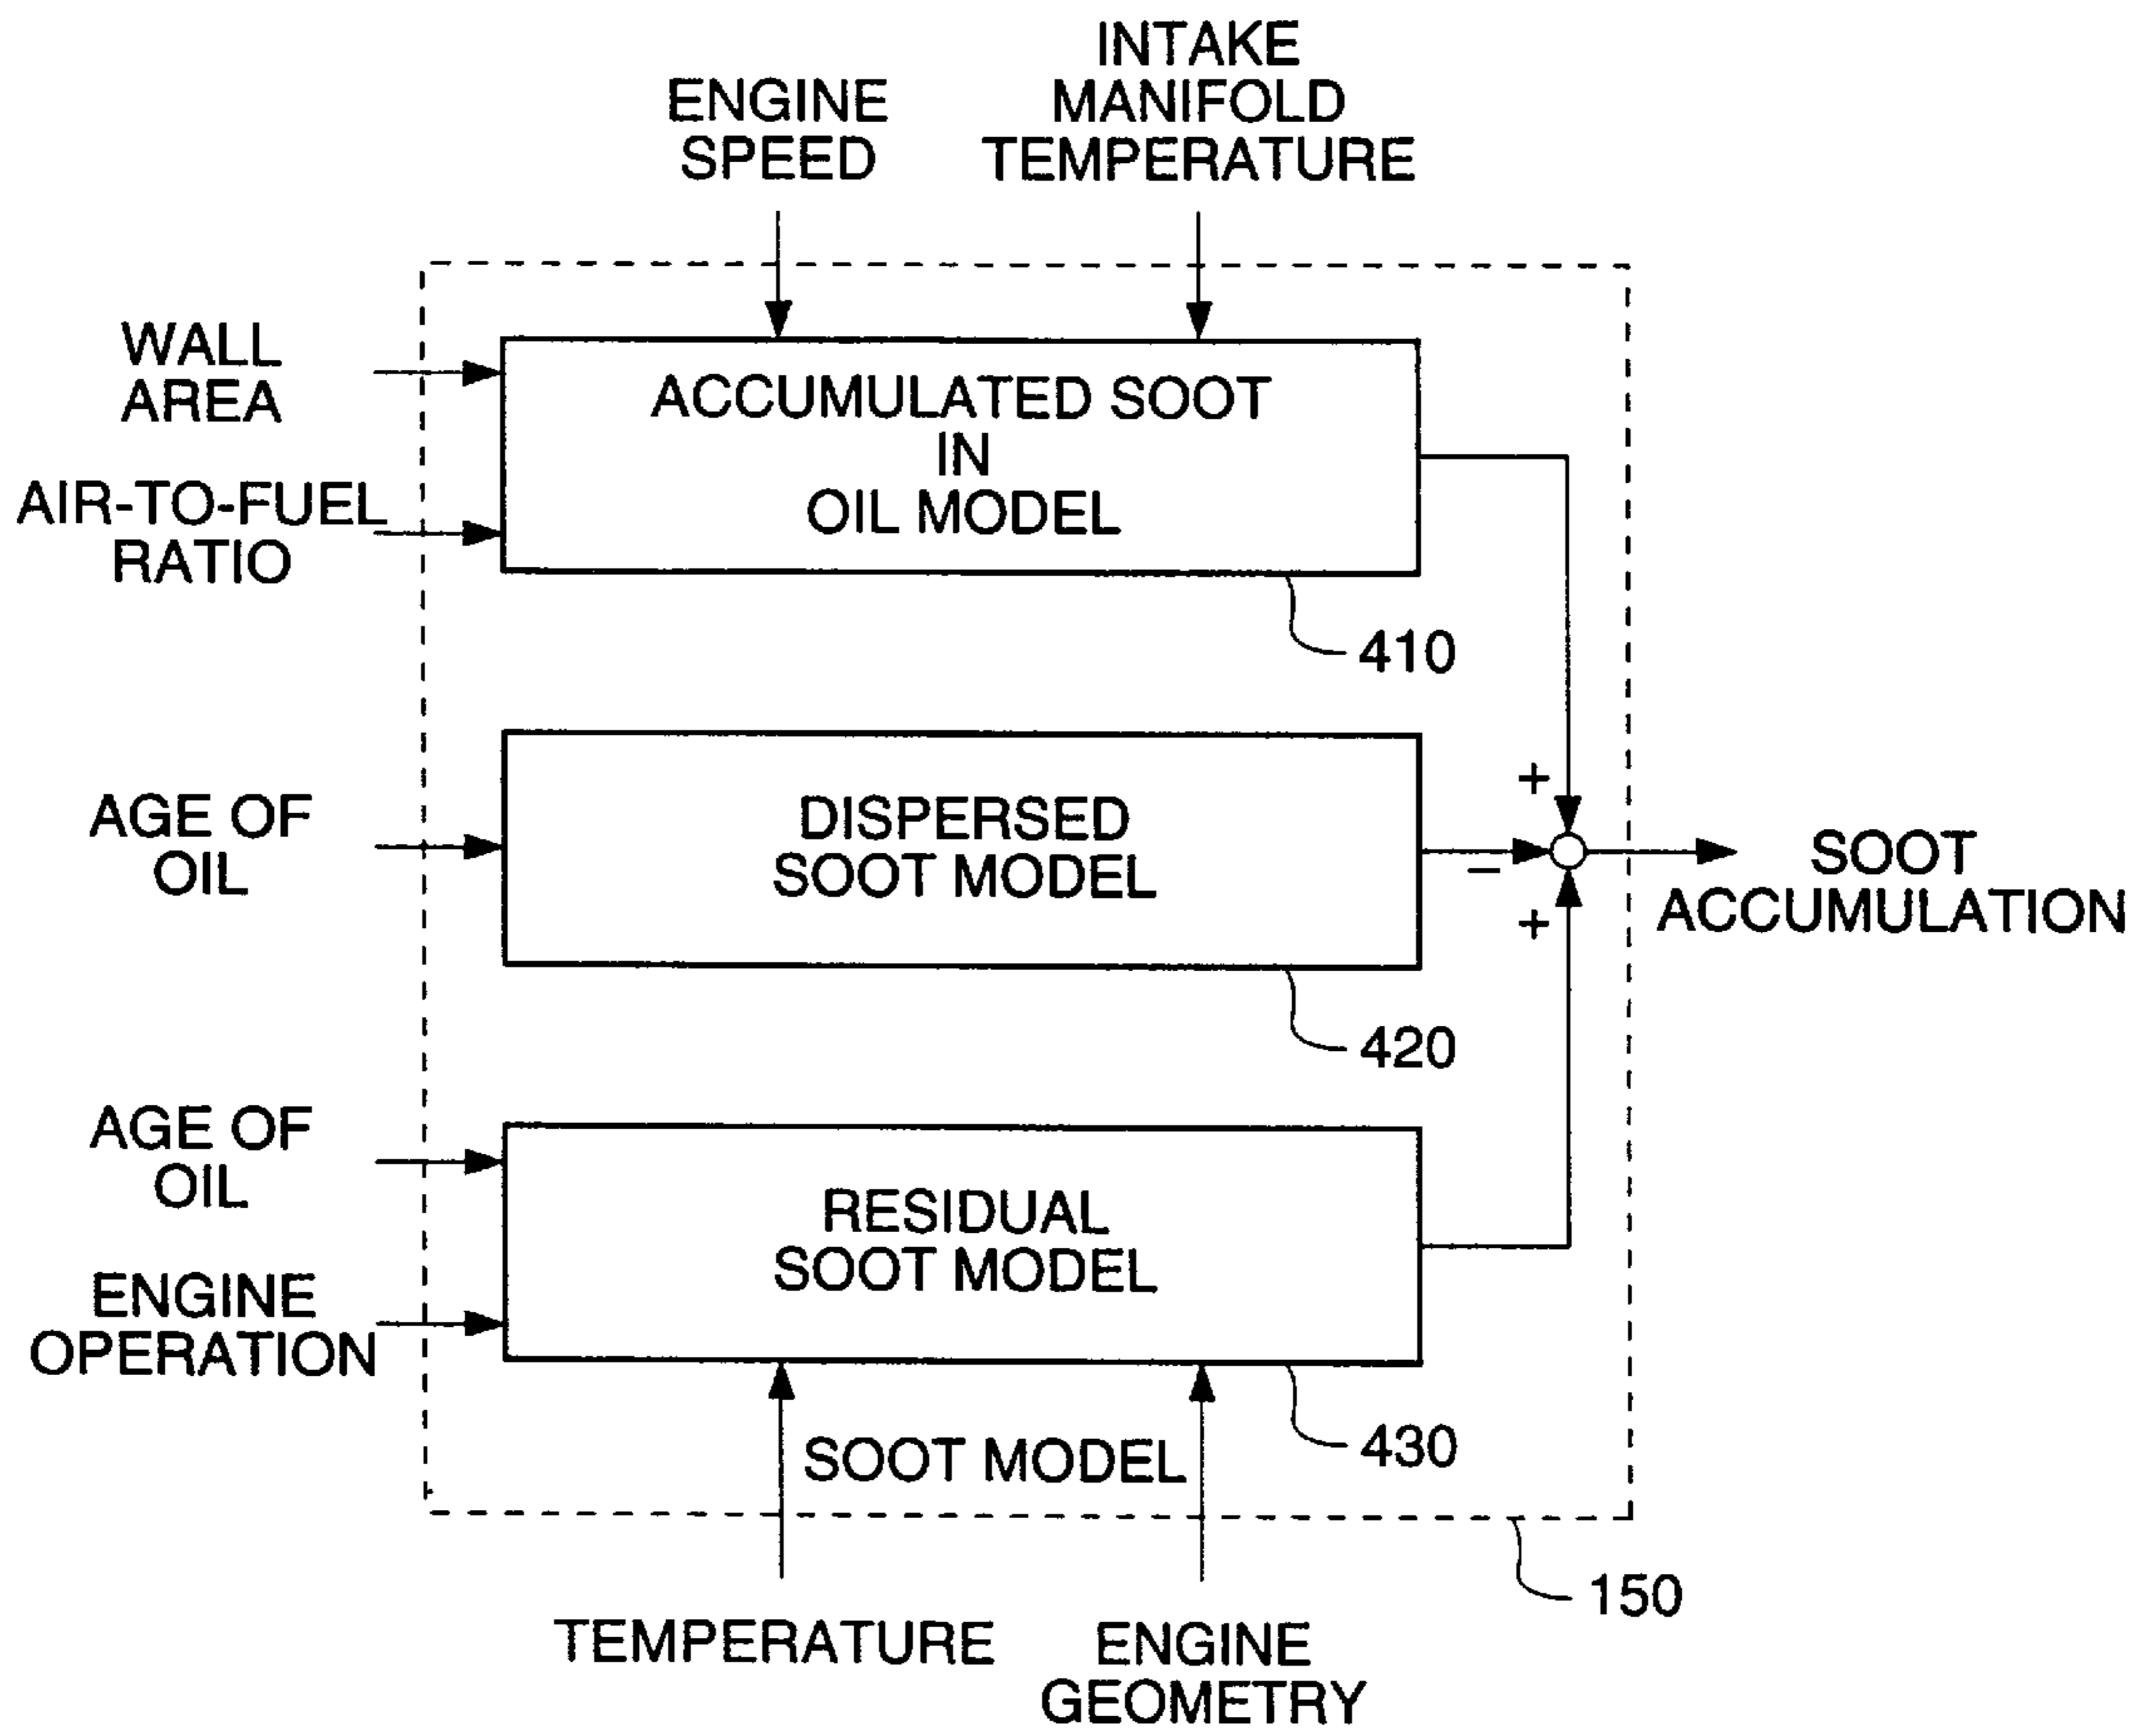 INTAKE
MANIFOLD
TEMPERATURE
ENGINE
SPEED
WALL
AREA
AIR-TO-FUEL
RATIO
ACCUMULATED SOOT
IN
OIL MODEL
410
AGE OF
OIL
DISPERSED
SOOT MODEL
+
−
+
SOOT
ACCUMULATION
420
AGE OF
OIL
ENGINE
OPERATION
RESIDUAL
SOOT MODEL
430
SOOT MODEL
150
TEMPERATURE
ENGINE
GEOMETRY